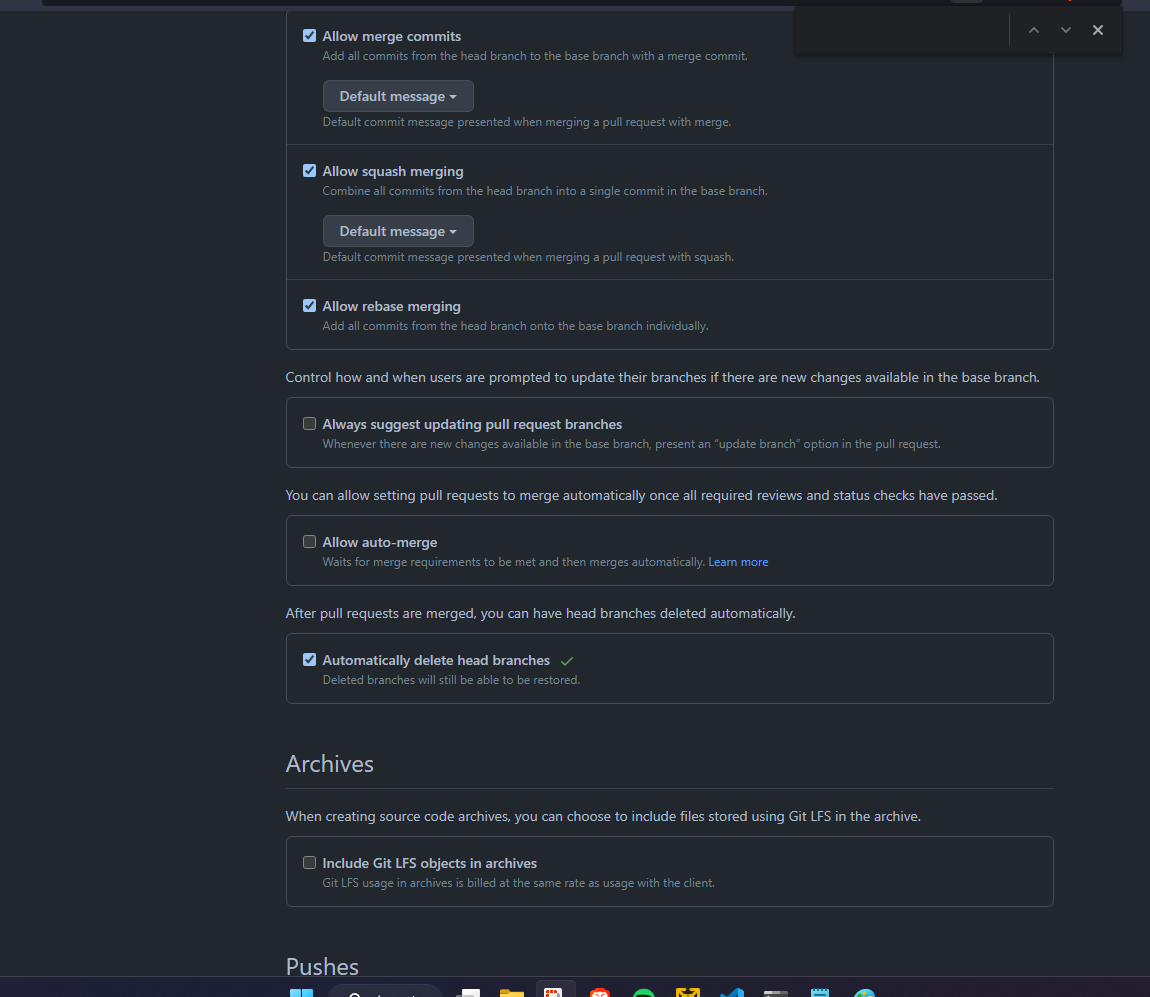 Allow merge commits
Add all commits from the head branch to the base branch with a merge commit.
Default message
Default commit message presented when merging a pull request with merge.
Allow squash merging
Combine all commits from the head branch into a single commit in the base branch.
Default message
Default commit message presented when merging a pull request with squash.
Allow rebase merging
Add all commits from the head branch onto the base branch individually.
Control how and when users are prompted to update their branches if there are new changes available in the base branch.
Always suggest updating pull request branches
Whenever there are new changes available in the base branch, present an “update branch” option in the pull request.
You can allow setting pull requests to merge automatically once all required reviews and status checks have passed.
Allow auto-merge
Waits for merge requirements to be met and then merges automatically. Learn more
After pull requests are merged, you can have head branches deleted automatically.
Automatically delete head branches
Deleted branches will still be able to be restored.
Archives
When creating source code archives, you can choose to include files stored using Git LFS in the archive.
Include Git LFS objects in archives
Git LFS usage in archives is billed at the same rate as usage with the client.
Pushes